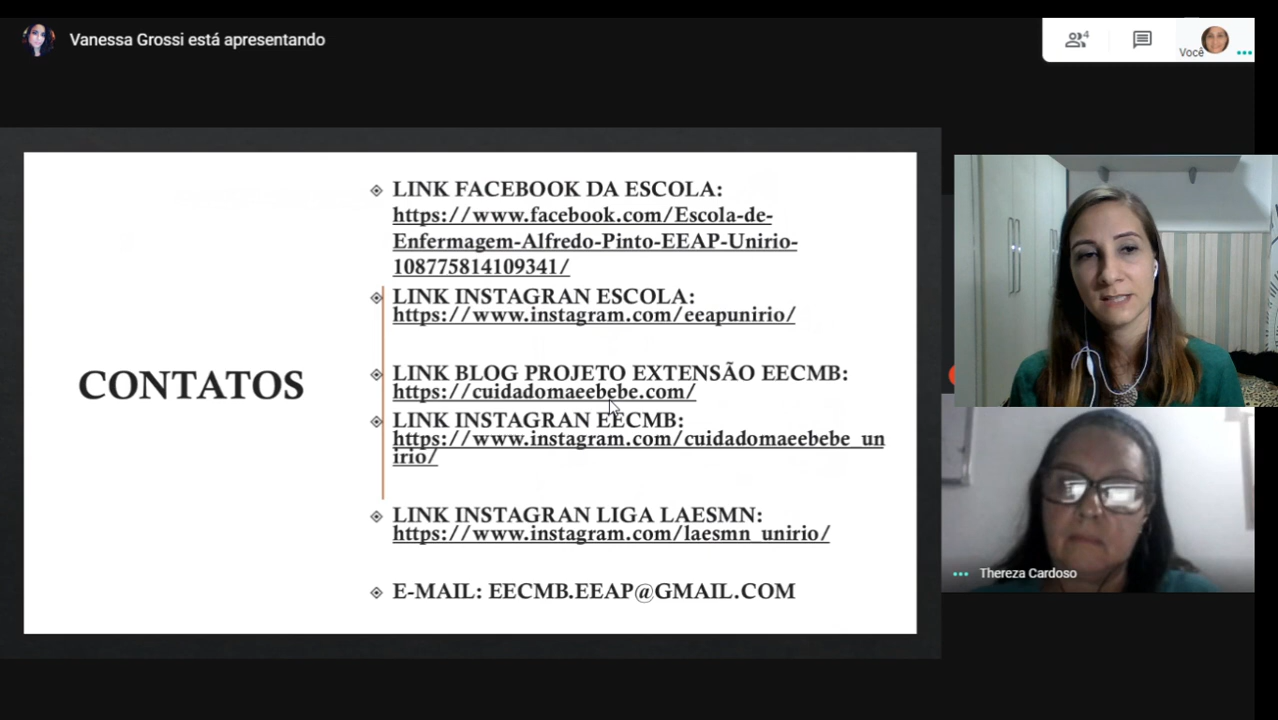 Vanessa Grossi está apresentando
4
Você
CONTATOS
LINK FACEBOOK DA ESCOLA:
https://www.facebook.com/Escola-de-
Enfermagem-Alfredo-Pinto-EEAP-Unirio-
108775814109341/
LINK INSTAGRAN ESCOLA:
https://www.instagram.com/eeapunirio/
LINK BLOG PROJETO EXTENSÃO EECMB:
https://cuidadomaeebebe.com/
LINK INSTAGRAN EECMB:
https://www.instagram.com/cuidadomaeebebe_un
irio/
LINK INSTAGRAN LIGA LAESMN:
https://www.instagram.com/laesmn_unirio/
E-MAIL: EECMB.EEAP@GMAIL.COM
Thereza Cardoso